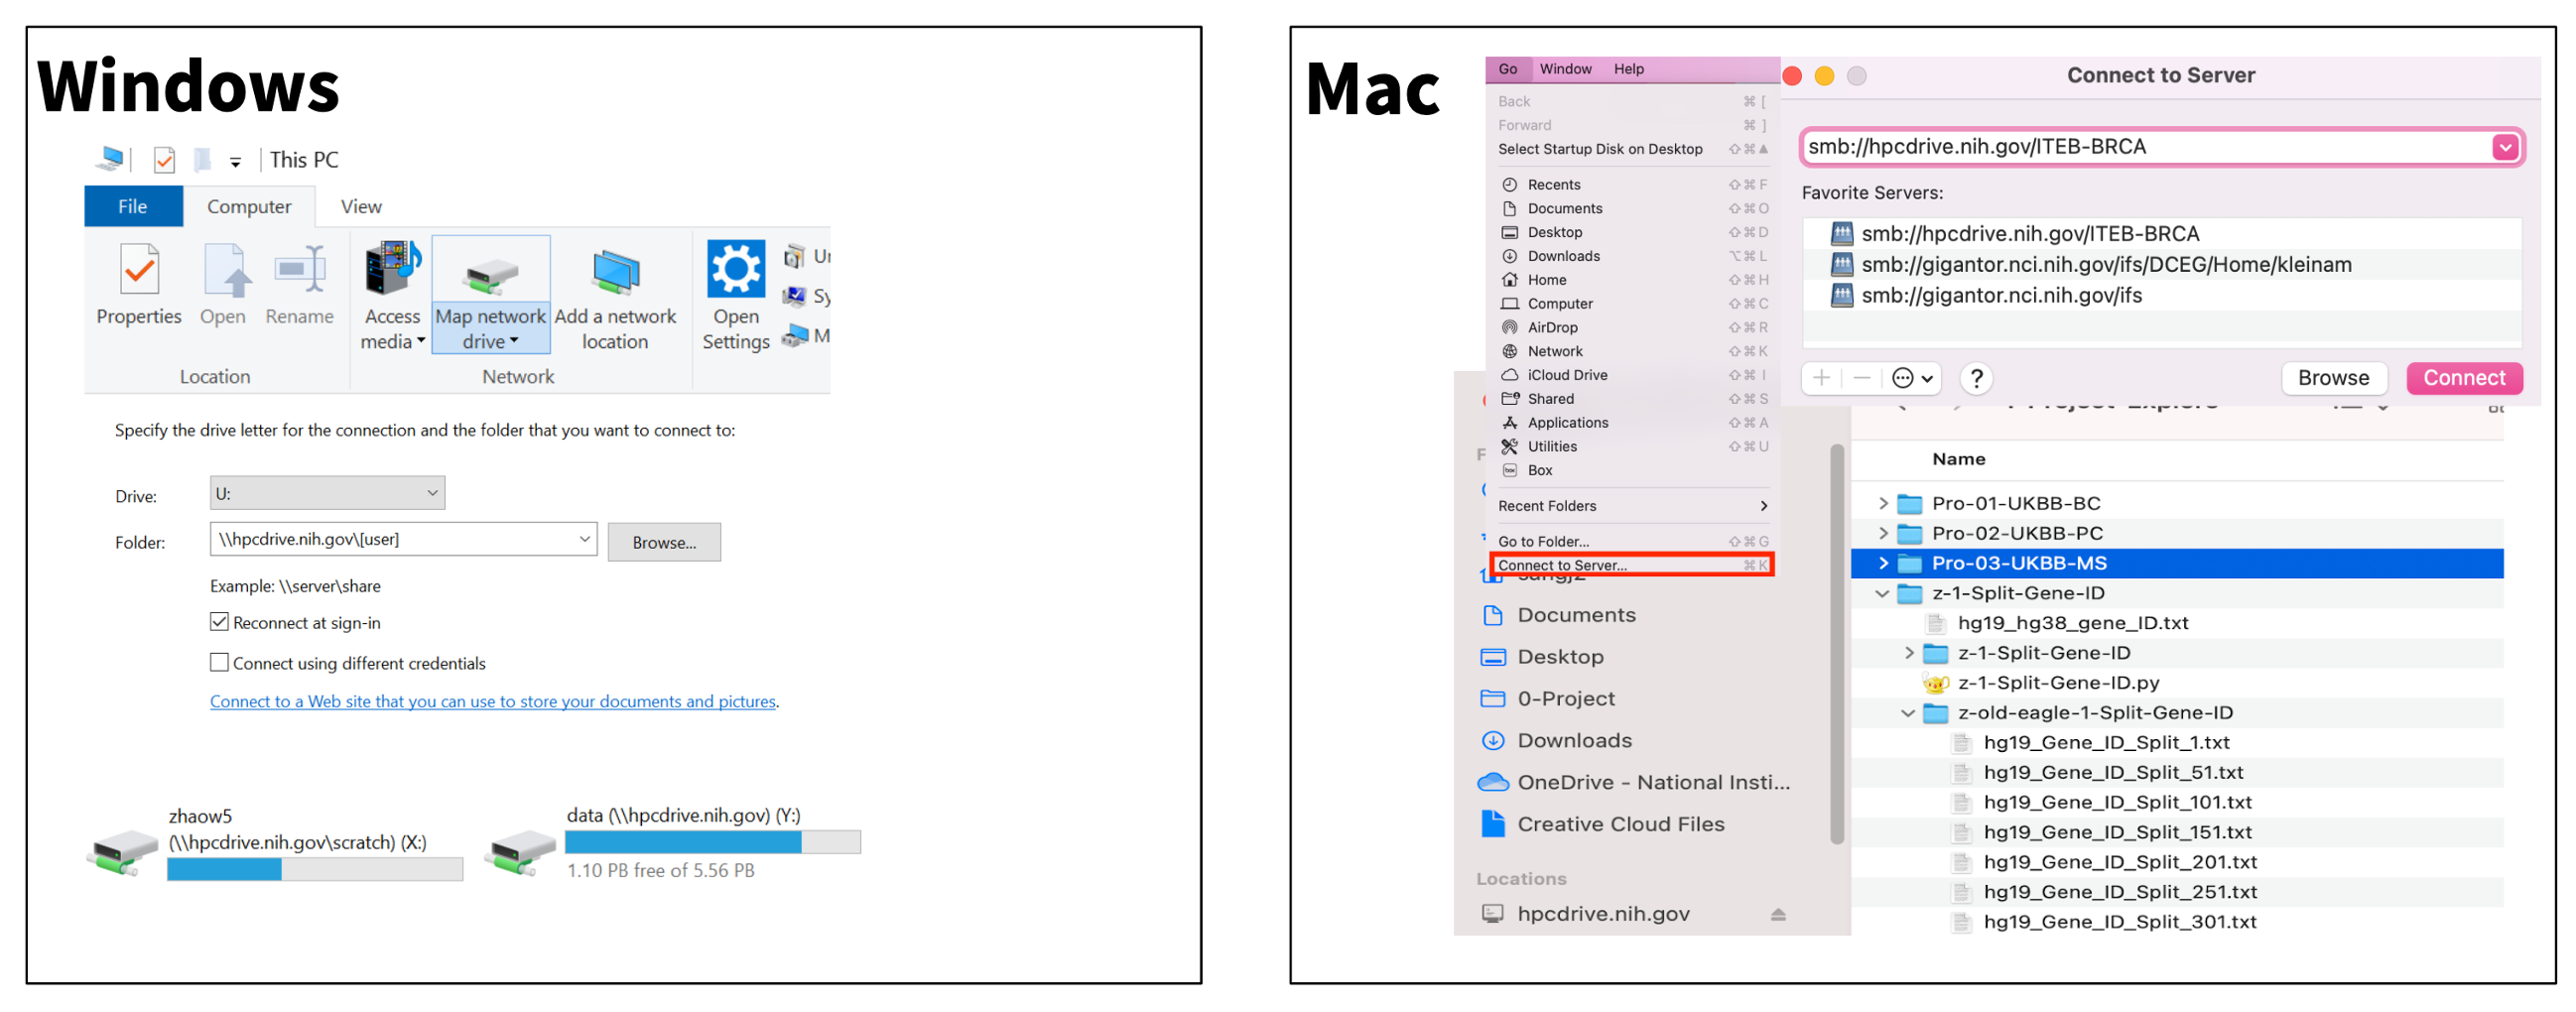 Windows
This PC
File Computer View
Properties Open Rename Access media Map network drive Add a network location Open Settings
Location Network
Specify the drive letter for the connection and the folder that you want to connect to:
Drive: U:
Folder: \\hpcdrive.nih.gov\[user] Browse...
Example: \\server\share
Reconnect at sign-in
Connect using different credentials
Connect to a Web site that you can use to store your documents and pictures.
zhaow5
(\\hpcdrive.nih.gov\scratch) (X:)
data (\\hpcdrive.nih.gov) (Y:)
1.10 PB free of 5.56 PB
Mac
Go Window Help
Back ⌘ [
Forward ⌘ ]
Select Startup Disk on Desktop ⇧⌘▲
Recents ⇧⌘F
Documents ⇧⌘O
Desktop ⇧⌘D
Downloads ⌥⌘L
Home ⇧⌘H
Computer ⇧⌘C
AirDrop ⇧⌘R
Network ⇧⌘K
iCloud Drive ⇧⌘I
Shared ⇧⌘S
Applications ⇧⌘A
Utilities ⇧⌘U
Box
Recent Folders >
Go to Folder... ⇧⌘G
Connect to Server... ⌘K
Connect to Server
smb://hpcdrive.nih.gov/ITEB-BRCA
Favorite Servers:
smb://hpcdrive.nih.gov/ITEB-BRCA
smb://gigantor.nci.nih.gov/ifs/DCEG/Home/kleinam
smb://gigantor.nci.nih.gov/ifs
? Browse Connect
Documents
Desktop
0-Project
Downloads
OneDrive - National Insti...
Creative Cloud Files
Locations
hpcdrive.nih.gov
Name
Pro-01-UKBB-BC
Pro-02-UKBB-PC
Pro-03-UKBB-MS
z-1-Split-Gene-ID
hg19_hg38_gene_ID.txt
z-1-Split-Gene-ID
z-1-Split-Gene-ID.py
z-old-eagle-1-Split-Gene-ID
hg19_Gene_ID_Split_1.txt
hg19_Gene_ID_Split_51.txt
hg19_Gene_ID_Split_101.txt
hg19_Gene_ID_Split_151.txt
hg19_Gene_ID_Split_201.txt
hg19_Gene_ID_Split_251.txt
hg19_Gene_ID_Split_301.txt